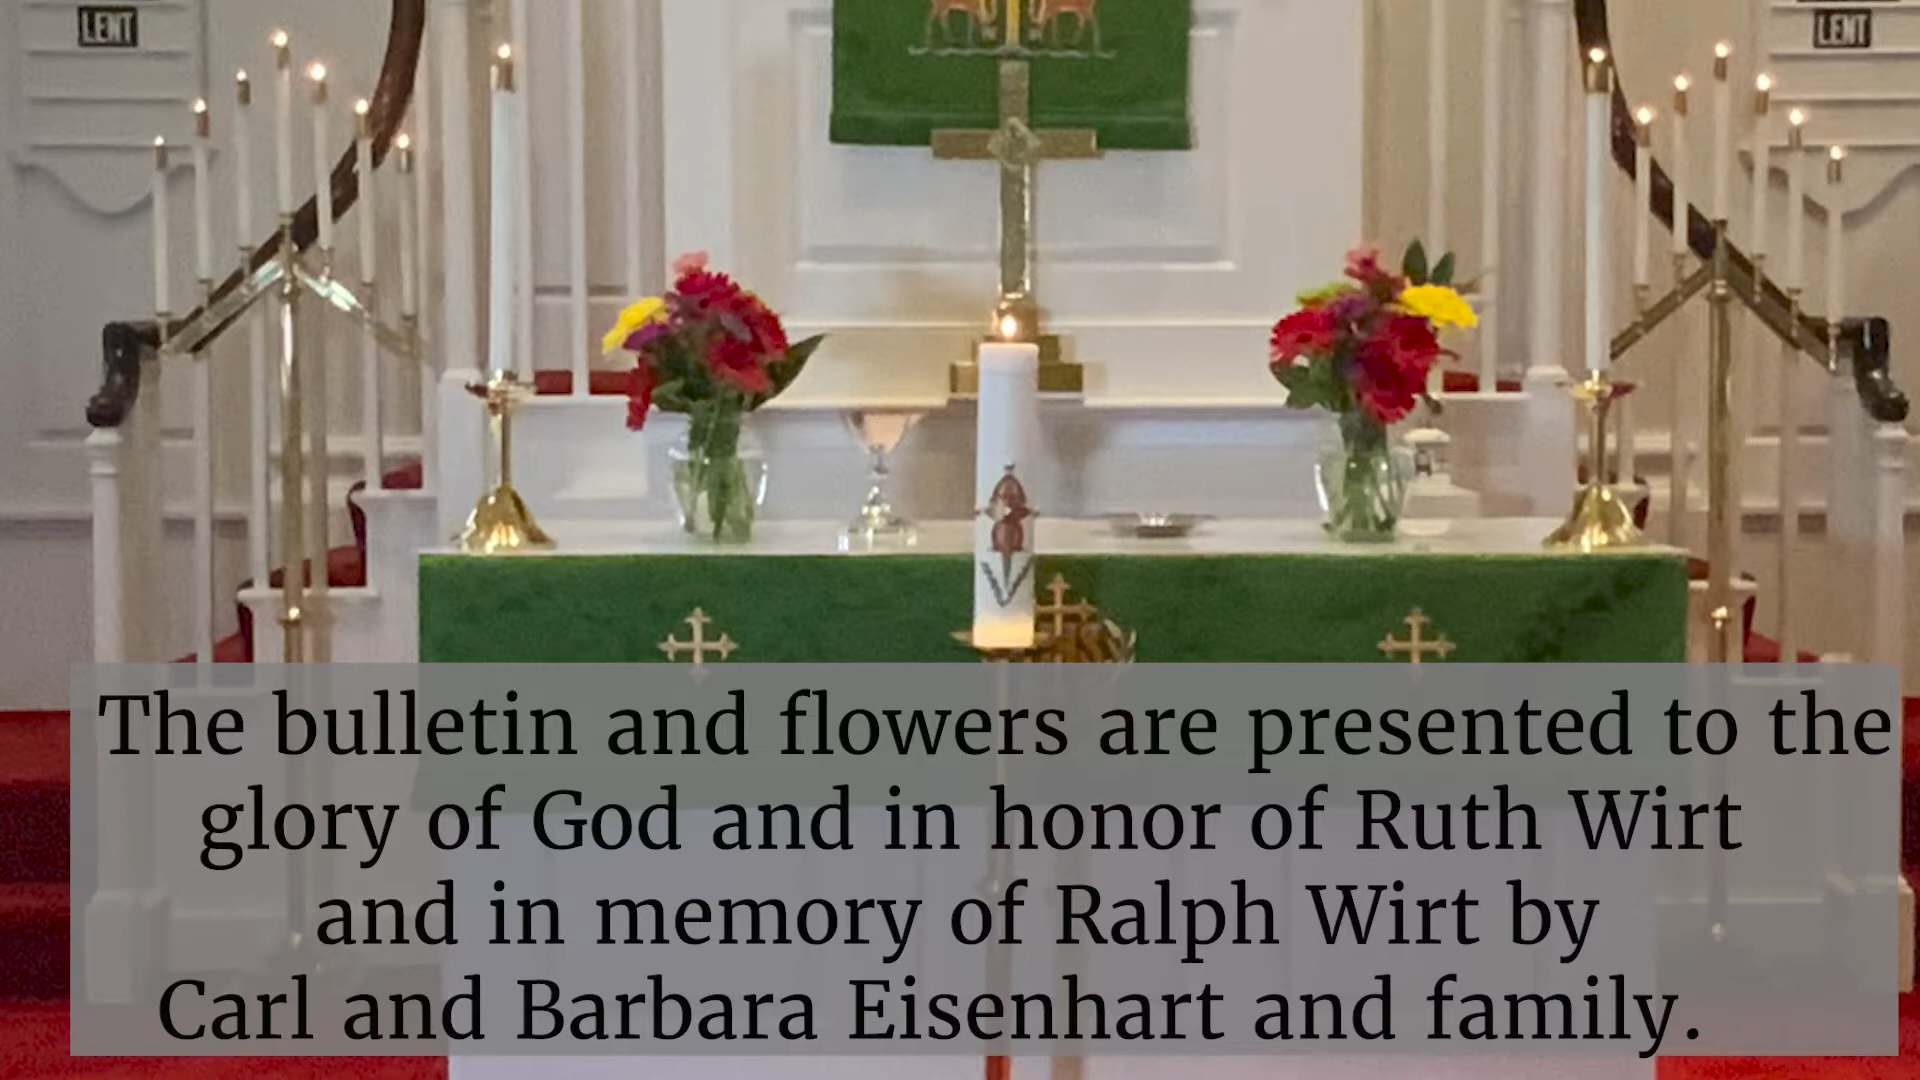 LENT
LENT
The bulletin and flowers are presented to the
glory of God and in honor of Ruth Wirt
and in memory of Ralph Wirt by
Carl and Barbara Eisenhart and family.